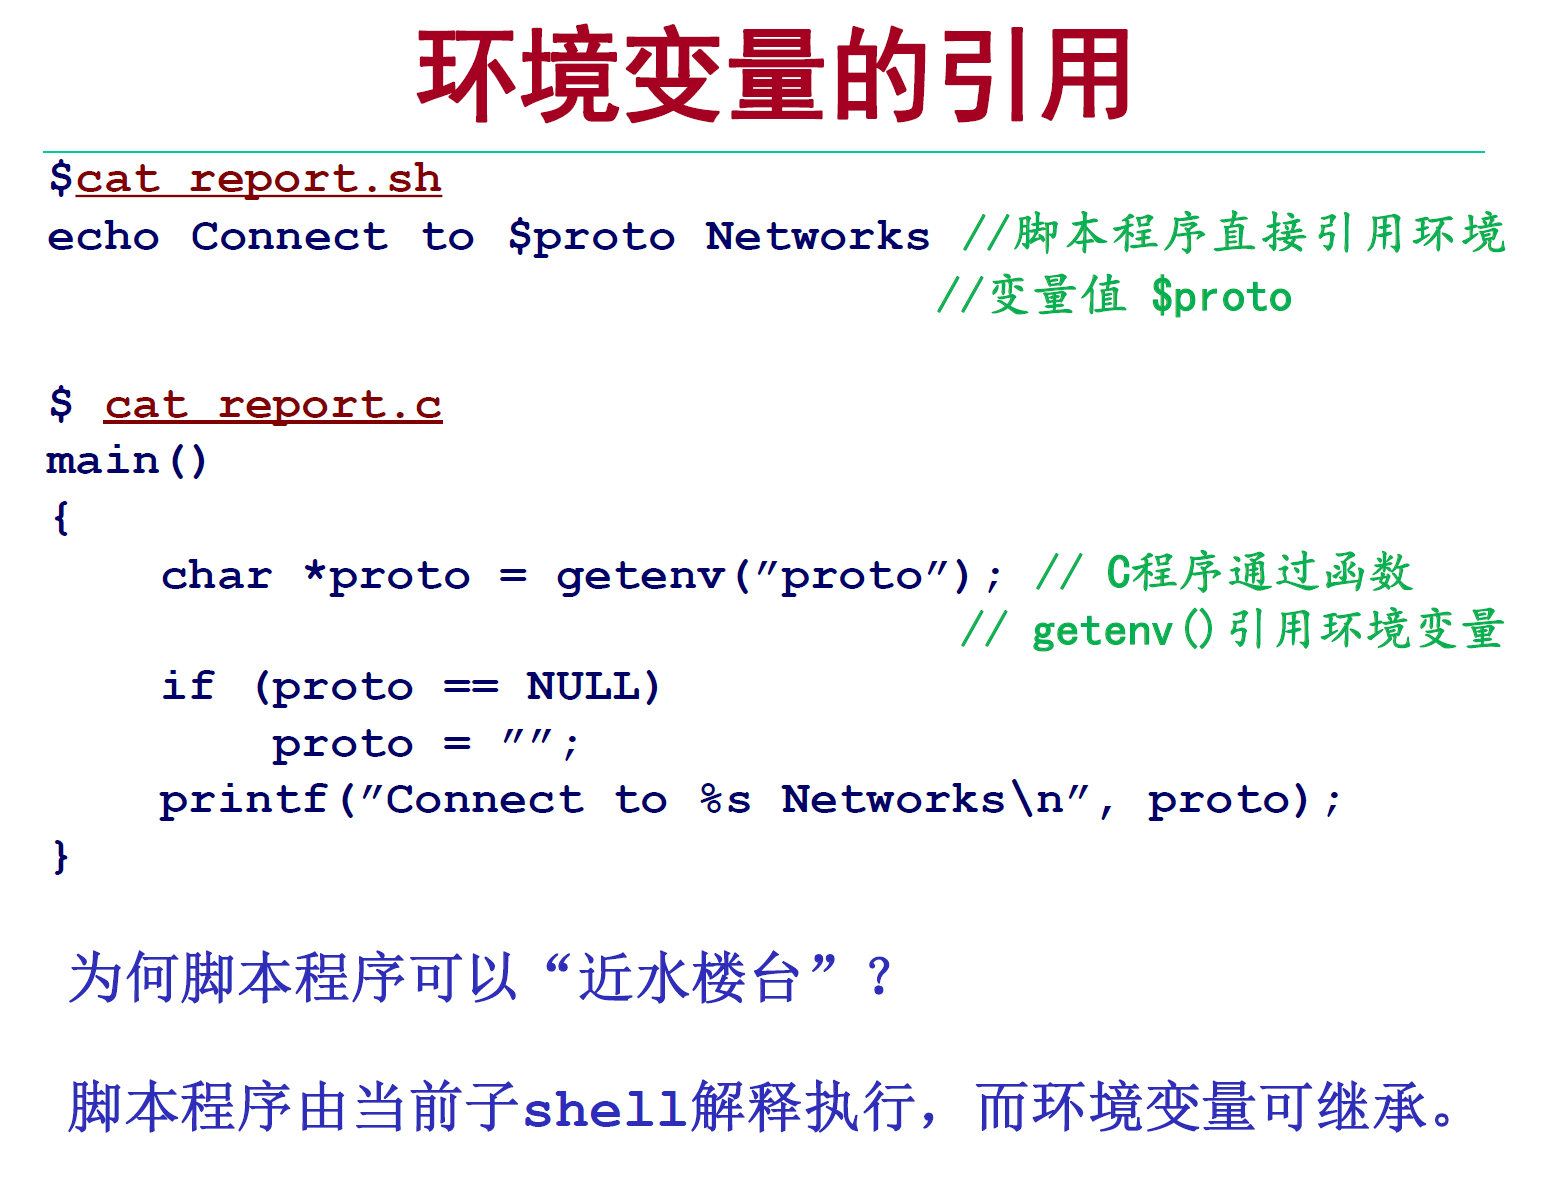 环境变量的引用
$cat report.sh
echo Connect to $proto Networks //脚本程序直接引用环境
//变量值 $proto
$ cat report.c
main()
{
char *proto = getenv(”proto”); // C程序通过函数
// getenv()引用环境变量
if (proto == NULL)
proto = ””;
printf(”Connect to %s Networks\n”, proto);
}
为何脚本程序可以“近水楼台”?
脚本程序由当前子shell解释执行，而环境变量可继承。